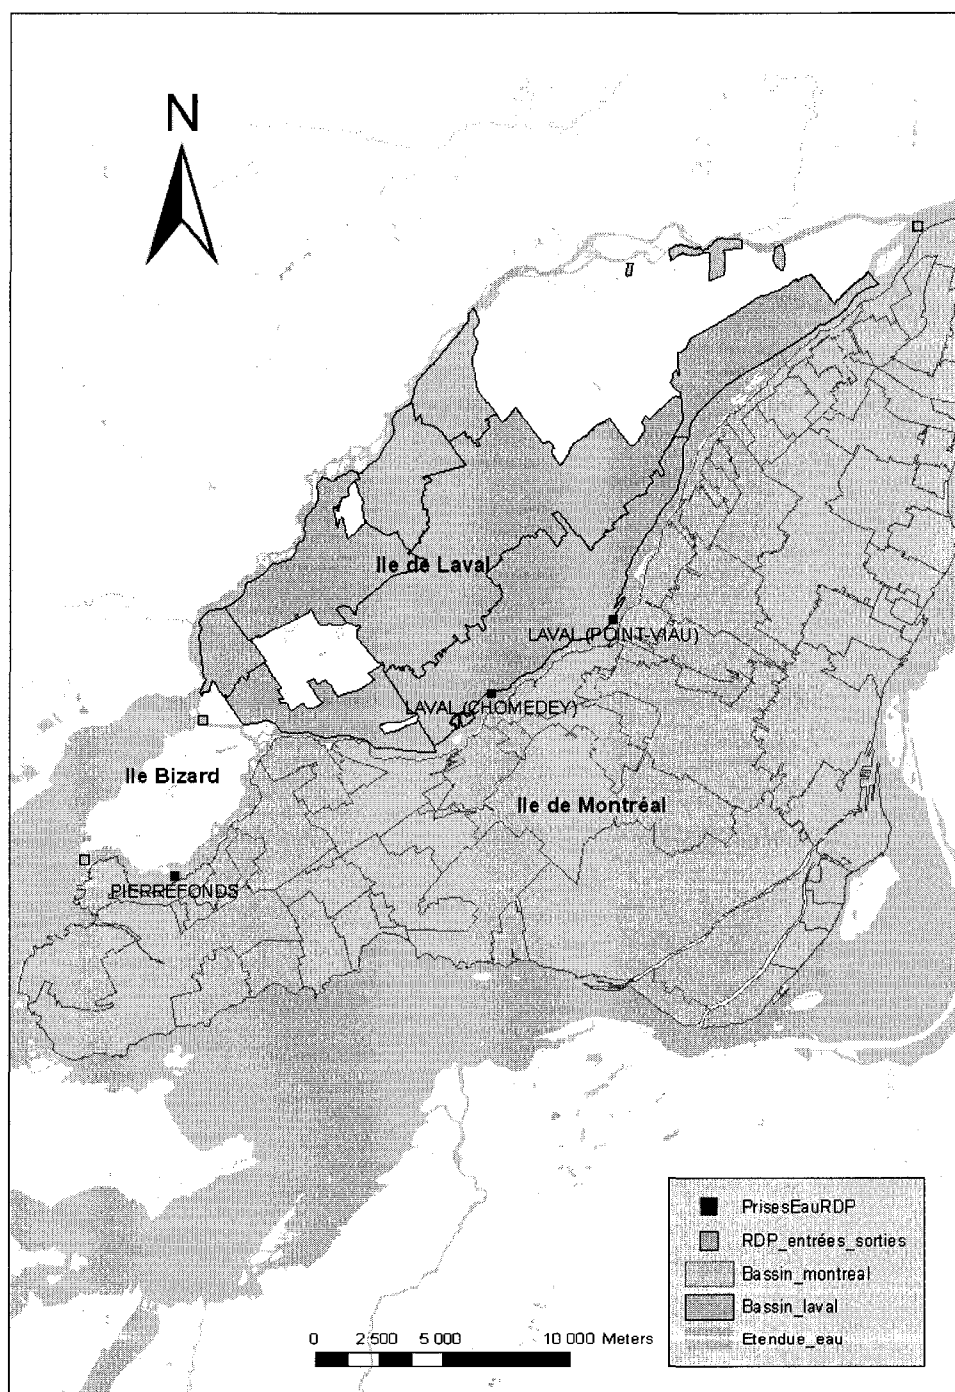 N
Ile de Laval
LAVAL (POINT-VIAU)
LAVAL (CHOMEDEY)
Ile Bizard
Ile de Montréal
PIERREFONDS
PrisesEauRDP
RDP_entrées_sorties
Bassin_montreal
Bassin_laval
Etendue_eau
0 2 500 5 000 10 000 Meters